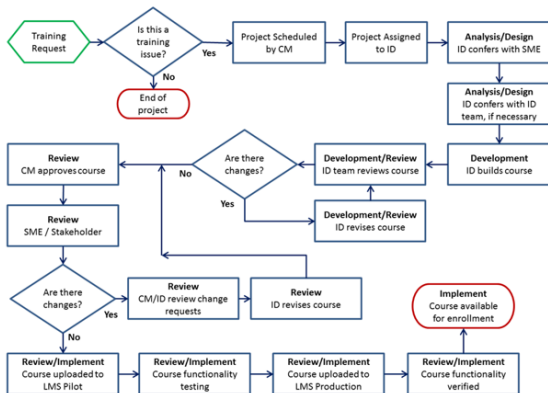 Training
Request
Is this a
training
issue?
Yes
Project Scheduled
by CM
Project Assigned
to ID
Analysis/Design
ID confers with SME
No
End of
project
Analysis/Design
ID confers with ID
team, if necessary
Review
CM approves course
No
Are there
changes?
Development/Review
ID team reviews course
Development
ID builds course
Yes
Development/Review
ID revises course
Review
SME / Stakeholder
Are there
changes?
Yes
Review
CM/ID review change
requests
Review
ID revises course
Implement
Course available
for enrollment
No
Review/Implement
Course uploaded to
LMS Pilot
Review/Implement
Course functionality
testing
Review/Implement
Course uploaded to
LMS Production
Review/Implement
Course functionality
verified